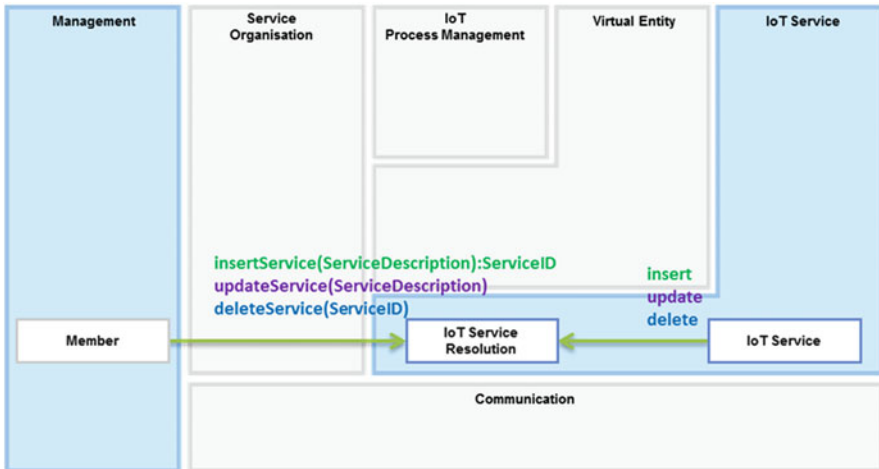 Management
Service
Organisation
IoT
Process Management
Virtual Entity
IoT Service
insertService(ServiceDescription):ServiceID
updateService(ServiceDescription)
deleteService(ServiceID)
insert
update
delete
Member
IoT Service
Resolution
IoT Service
Communication